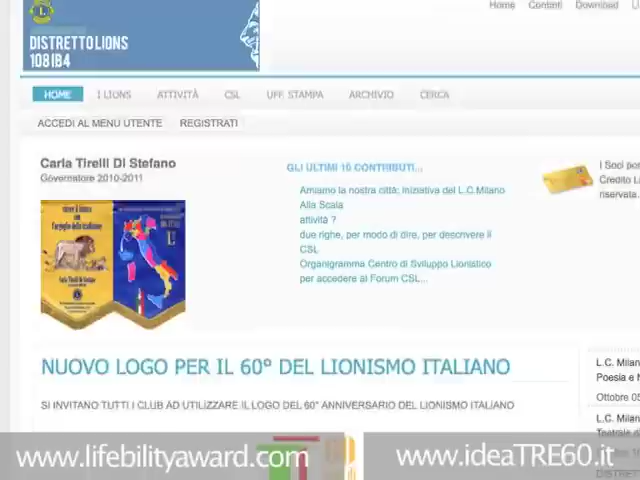 Home Contatti Download
DISTRETTO LIONS
108 IB4
HOME I LIONS ATTIVITÀ CSL UFF. STAMPA ARCHIVIO CERCA
ACCEDI AL MENU UTENTE REGISTRATI
Carla Tirelli Di Stefano
Governatore 2010-2011
GLI ULTIMI 10 CONTRIBUTI...
Amiamo la nostra città: iniziativa del L.C.Milano
Alla Scala
attività ?
due righe, per modo di dire, per descrivere il
CSL
Organigramma Centro di Sviluppo Lionistico
per accedere al Forum CSL...
I Soci
Credito
riservata.
NUOVO LOGO PER IL 60° DEL LIONISMO ITALIANO
SI INVITANO TUTTI I CLUB AD UTILIZZARE IL LOGO DEL 60° ANNIVERSARIO DEL LIONISMO ITALIANO
L.C. Milano
Poesia e
Ottobre
L.C. Milano
www.lifebilityaward.com
www.ideaTRE60.it